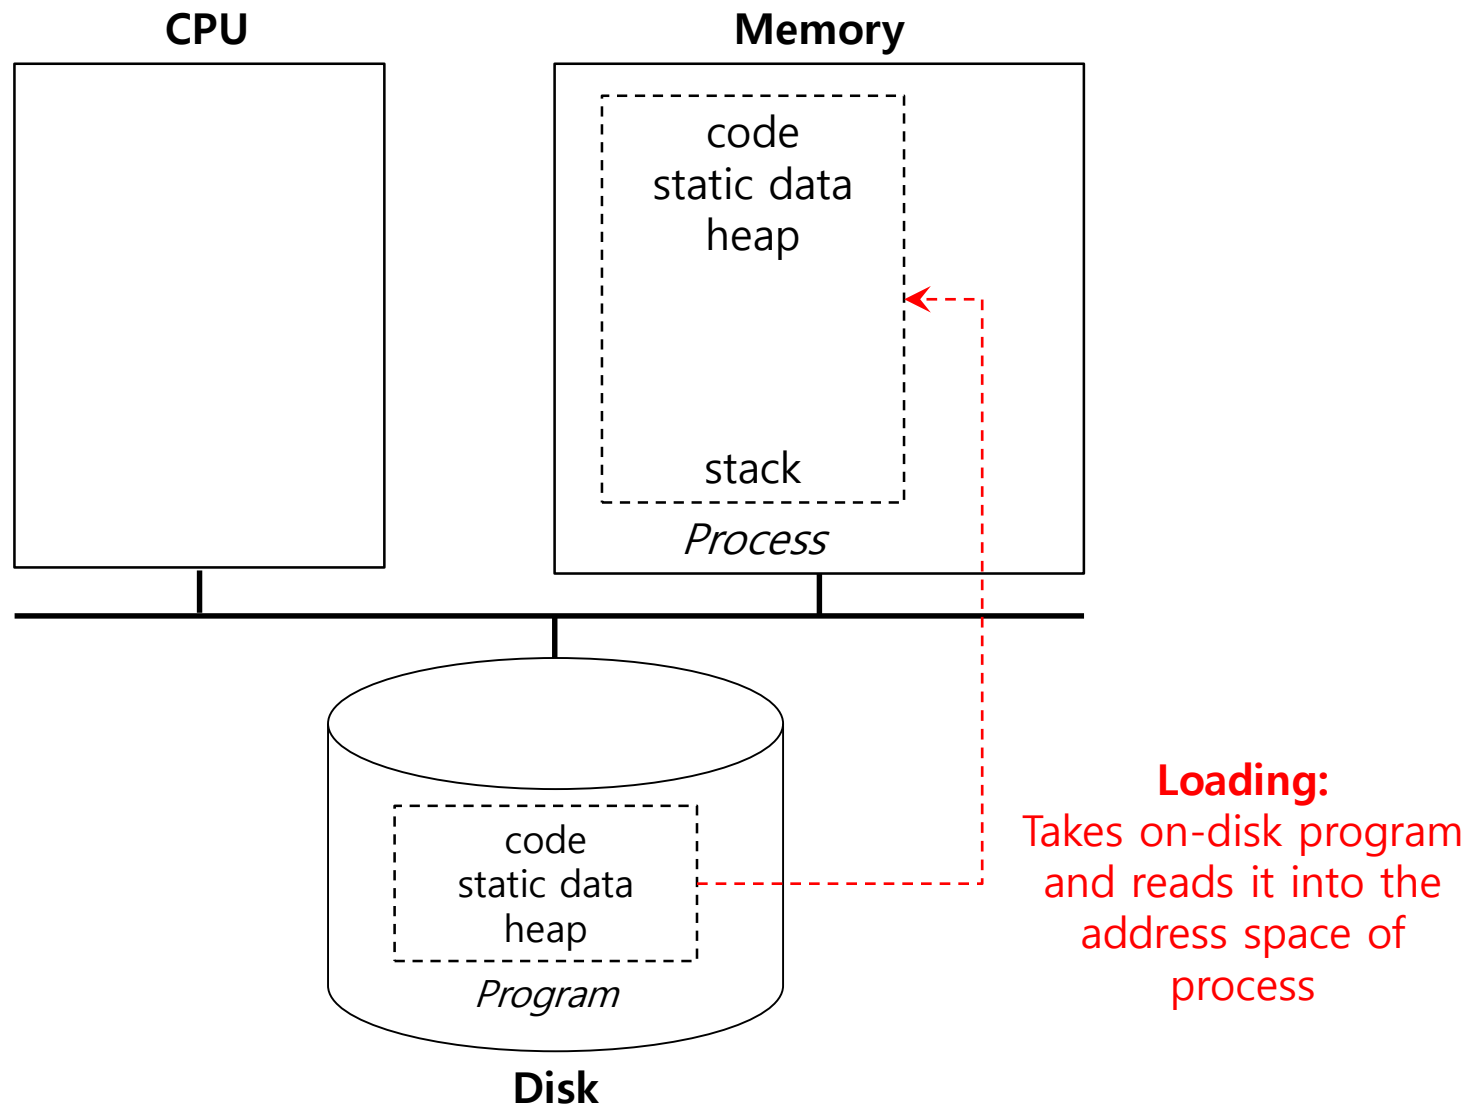 CPU
Memory
code
static data
heap
stack
Process
code
static data
heap
Program
Disk
Loading:
Takes on-disk program
and reads it into the
address space of
process